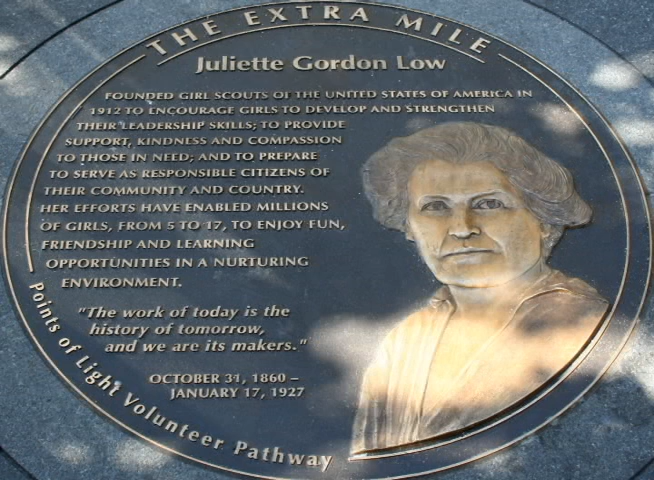 THE EXTRA MILE
Juliette Gordon Low
FOUNDED GIRL SCOUTS OF THE UNITED STATES OF AMERICA IN
1912 TO ENCOURAGE GIRLS TO DEVELOP AND STRENGTHEN
THEIR LEADERSHIP SKILLS; TO PROVIDE
SUPPORT, KINDNESS AND COMPASSION
TO THOSE IN NEED; AND TO PREPARE
TO SERVE AS RESPONSIBLE CITIZENS OF
THEIR COMMUNITY AND COUNTRY.
HER EFFORTS HAVE ENABLED MILLIONS
OF GIRLS, FROM 5 TO 17, TO ENJOY FUN,
FRIENDSHIP AND LEARNING
OPPORTUNITIES IN A NURTURING
ENVIRONMENT.
"The work of today is the
history of tomorrow,
and we are its makers."
OCTOBER 31, 1860 –
JANUARY 17, 1927
Points of Light Volunteer Pathway